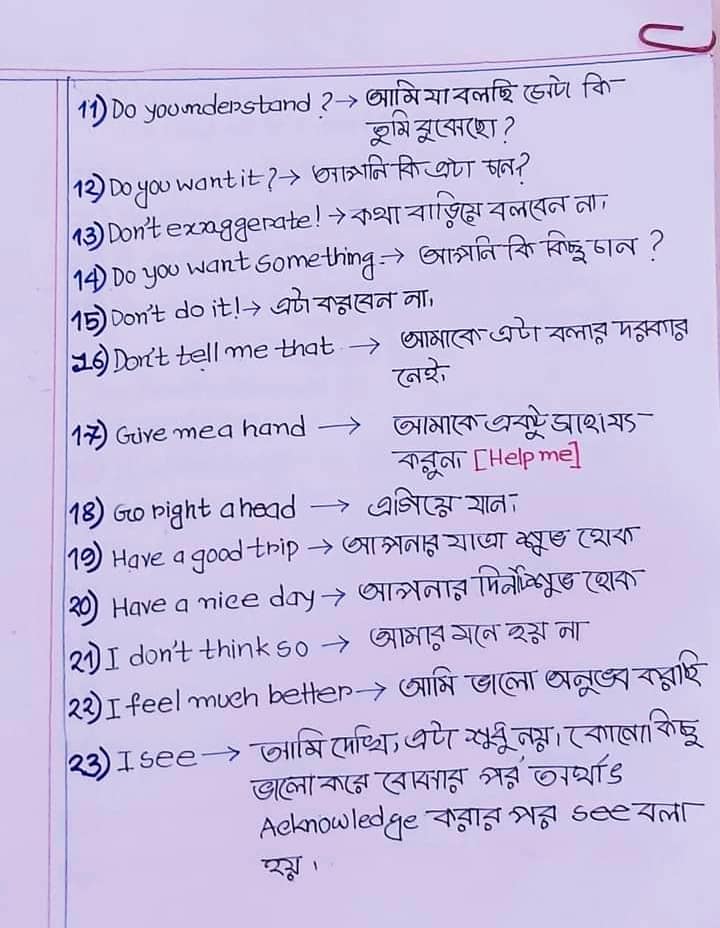 11) Do you understand ? → আমি যা বলছি সেটা কি
তুমি বুঝেছো ?
12) Do you want it ? → আপনি কি এটা চান?
13) Don't exaggerate! → কথা বাড়িয়ে বলবেন না।
14) Do you want something → আপনি কি কিছু চান ?
15) Don't do it! → এটা করবেন না।
16) Don't tell me that → আমাকে এটা বলার দরকার
নেই।
17) Give me a hand → আমাকে একটু সাহায্য
করুন। [Help me]
18) Go right ahead → এগিয়ে যান।
19) Have a good trip → আপনার যাত্রা শুভ হোক
20) Have a nice day → আপনার দিনটি শুভ হোক
21) I don't think so → আমার মনে হয় না
22) I feel much better → আমি ভালো অনুভব করছি
23) I see → আমি দেখি, এটা শুধু নয়। কোনো কিছু
ভালো করে বোঝার পর অর্থাৎ
Acknowledge করার পর see বলা
হয় ।